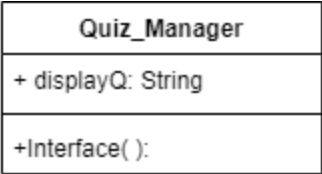 Quiz_Manager
+ displayQ: String
+Interface( ):